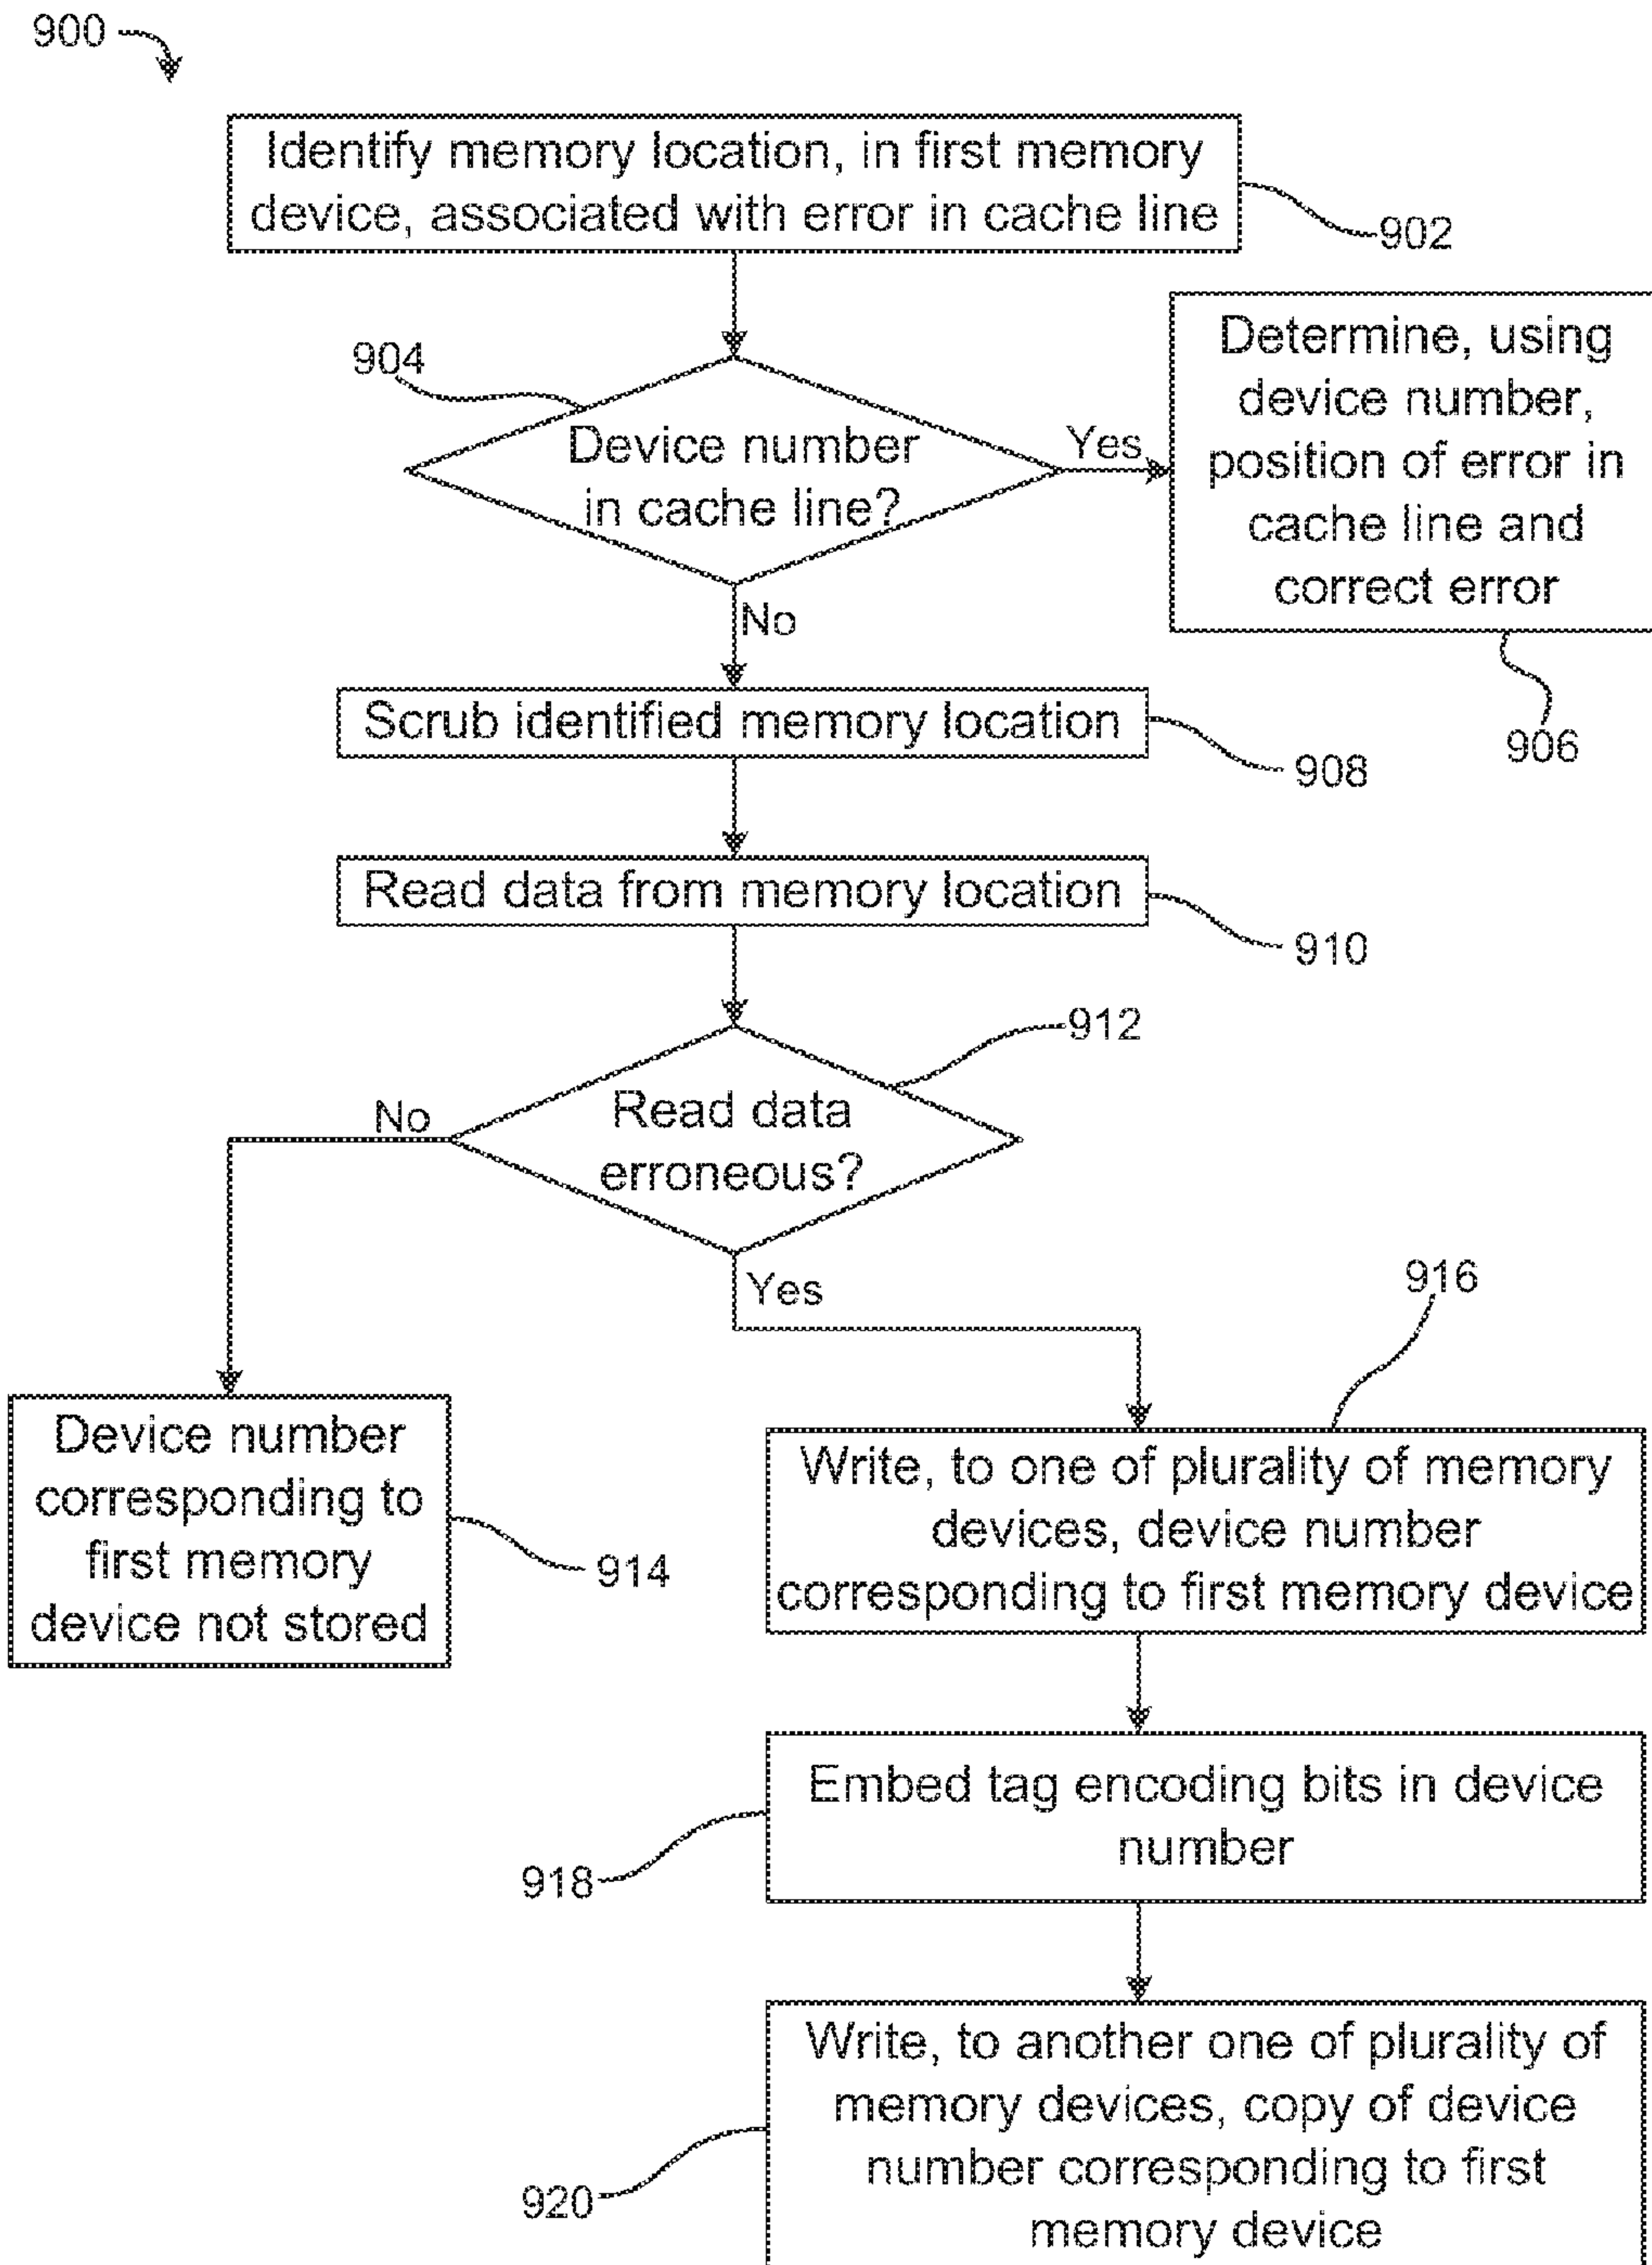 900
Identify memory location, in first memory
device, associated with error in cache line
902
904
Device number
in cache line?
Yes
Determine, using
device number,
position of error in
cache line and
correct error
906
No
Scrub identified memory location
908
Read data from memory location
910
912
Read data
erroneous?
No
Yes
Device number
corresponding to
first memory
device not stored
914
916
Write, to one of plurality of memory
devices, device number
corresponding to first memory device
Embed tag encoding bits in device
number
918
Write, to another one of plurality of
memory devices, copy of device
number corresponding to first
memory device
920